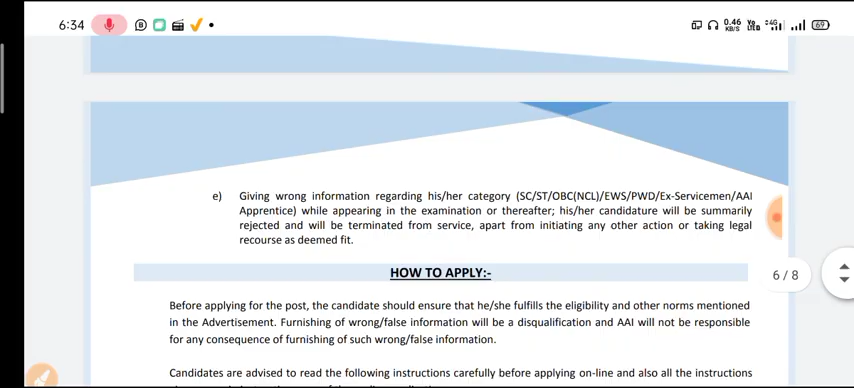 6:34 B 0.46 KB/S Vo LTED 4G 69
e) Giving wrong information regarding his/her category (SC/ST/OBC(NCL)/EWS/PWD/Ex-Servicemen/AAI
Apprentice) while appearing in the examination or thereafter; his/her candidature will be summarily
rejected and will be terminated from service, apart from initiating any other action or taking legal
recourse as deemed fit.
HOW TO APPLY:-
6 / 8
Before applying for the post, the candidate should ensure that he/she fulfills the eligibility and other norms mentioned
in the Advertisement. Furnishing of wrong/false information will be a disqualification and AAI will not be responsible
for any consequence of furnishing of such wrong/false information.
Candidates are advised to read the following instructions carefully before applying on-line and also all the instructions